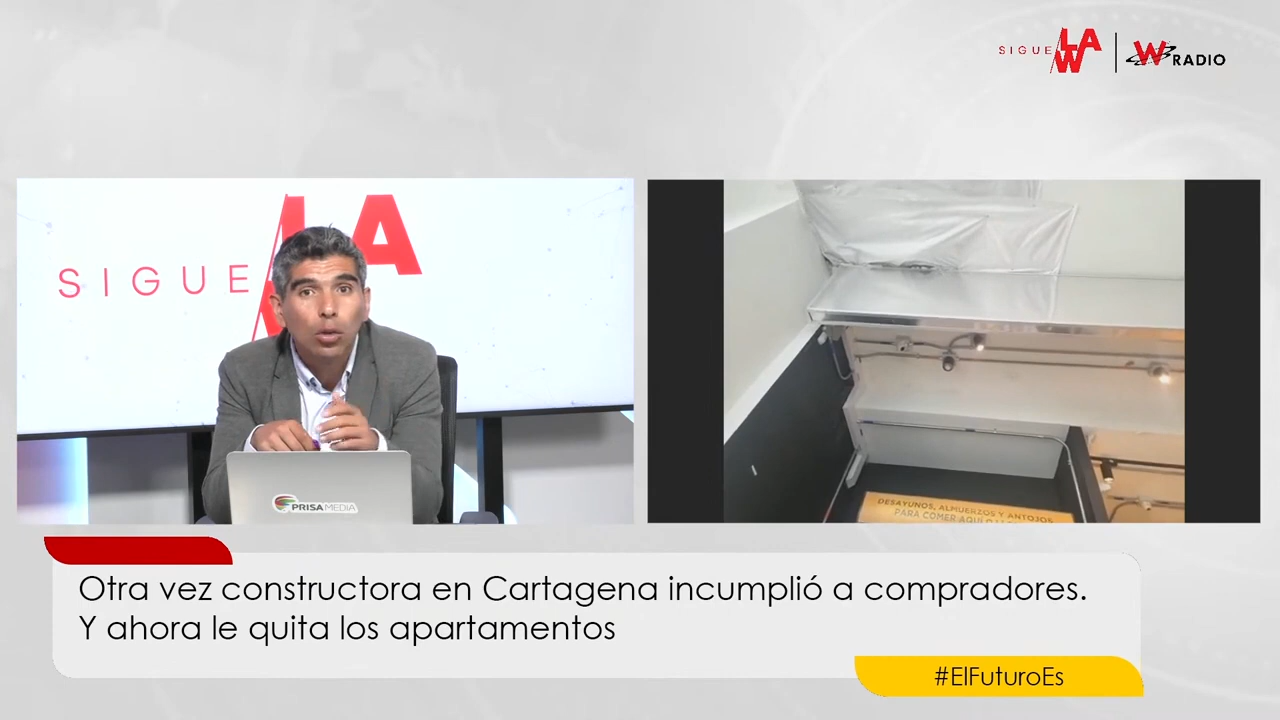 SIGUE LA W
W RADIO
SIGUE LA
PRISA MEDIA
DESAYUNOS, ALMUERZOS Y ANTOJOS
PARA COMER AQUÍ
Otra vez constructora en Cartagena incumplió a compradores.
Y ahora le quita los apartamentos
#ElFuturoEs